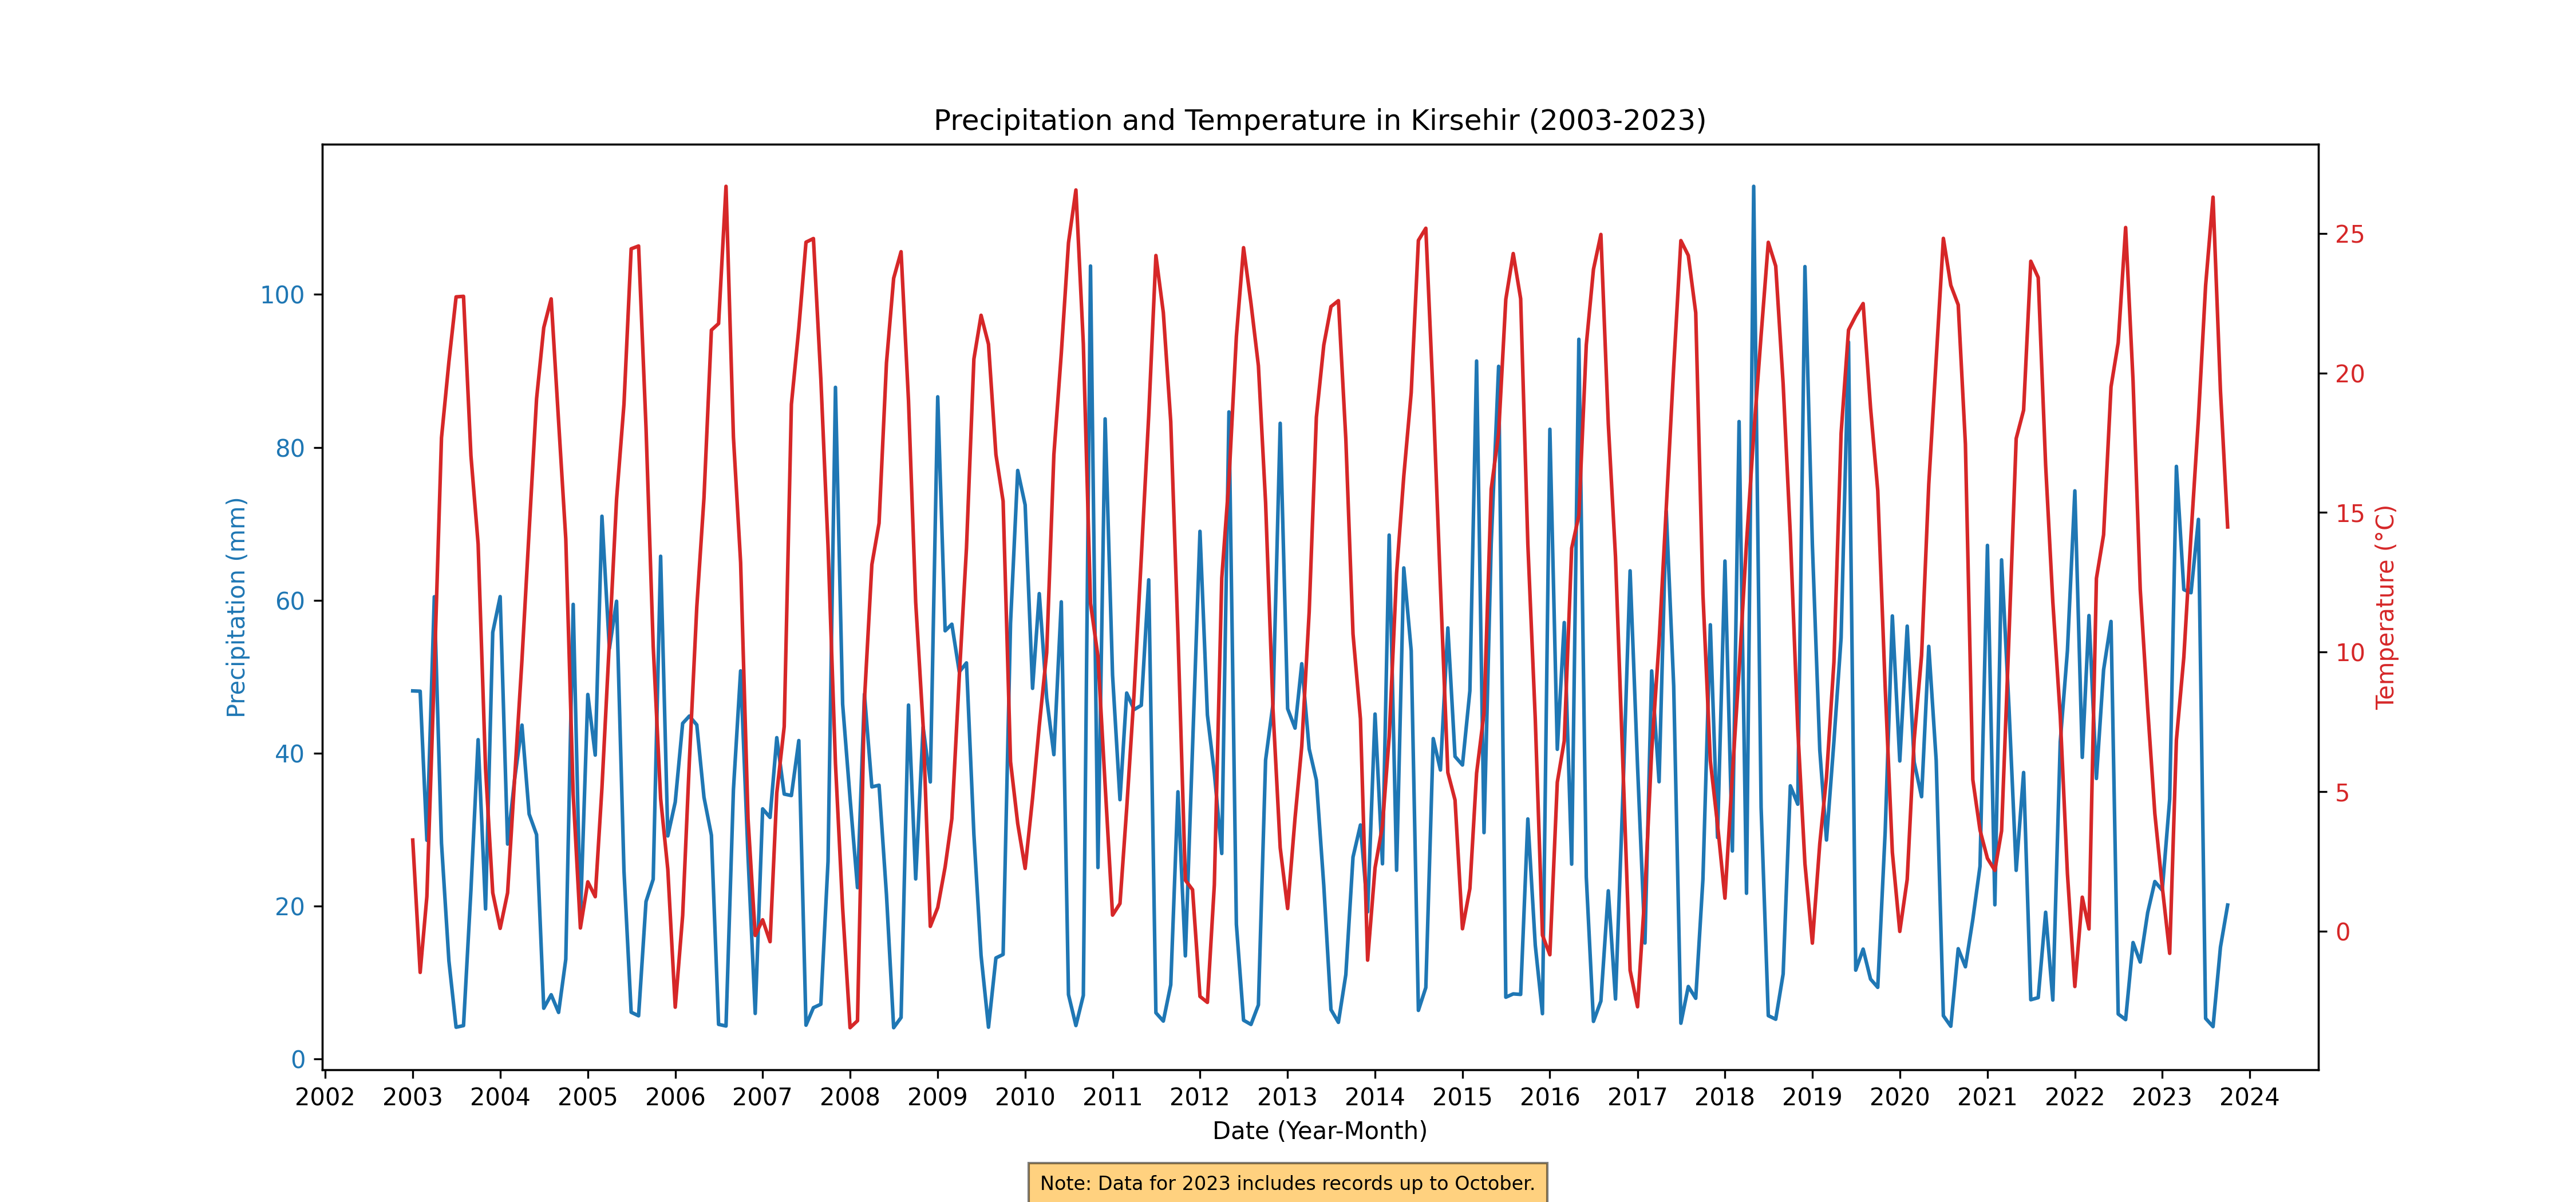 Precipitation and Temperature in Kirsehir (2003-2023)
Precipitation (mm)
100
80
60
40
20
0
25
20
15
10
5
0
Temperature (°C)
2002 2003 2004 2005 2006 2007 2008 2009 2010 2011 2012 2013 2014 2015 2016 2017 2018 2019 2020 2021 2022 2023 2024
Date (Year-Month)
Note: Data for 2023 includes records up to October.